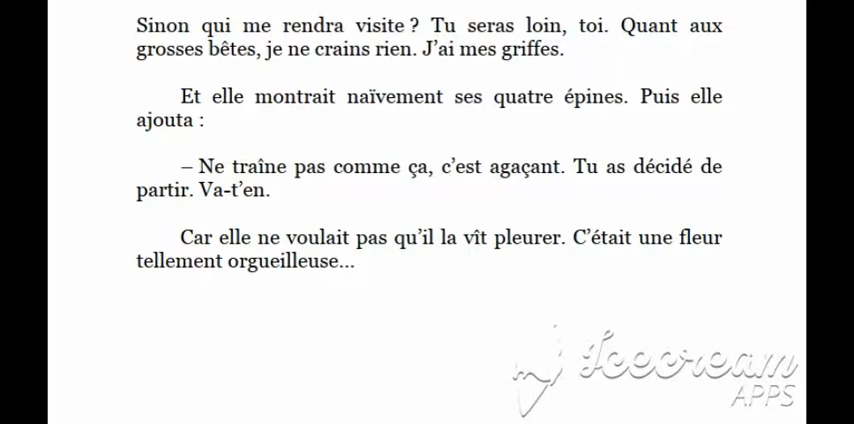 Sinon qui me rendra visite ? Tu seras loin, toi. Quant aux
grosses bêtes, je ne crains rien. J’ai mes griffes.
Et elle montrait naïvement ses quatre épines. Puis elle
ajouta :
– Ne traîne pas comme ça, c’est agaçant. Tu as décidé de
partir. Va-t’en.
Car elle ne voulait pas qu’il la vît pleurer. C’était une fleur
tellement orgueilleuse…
Icecream
APPS